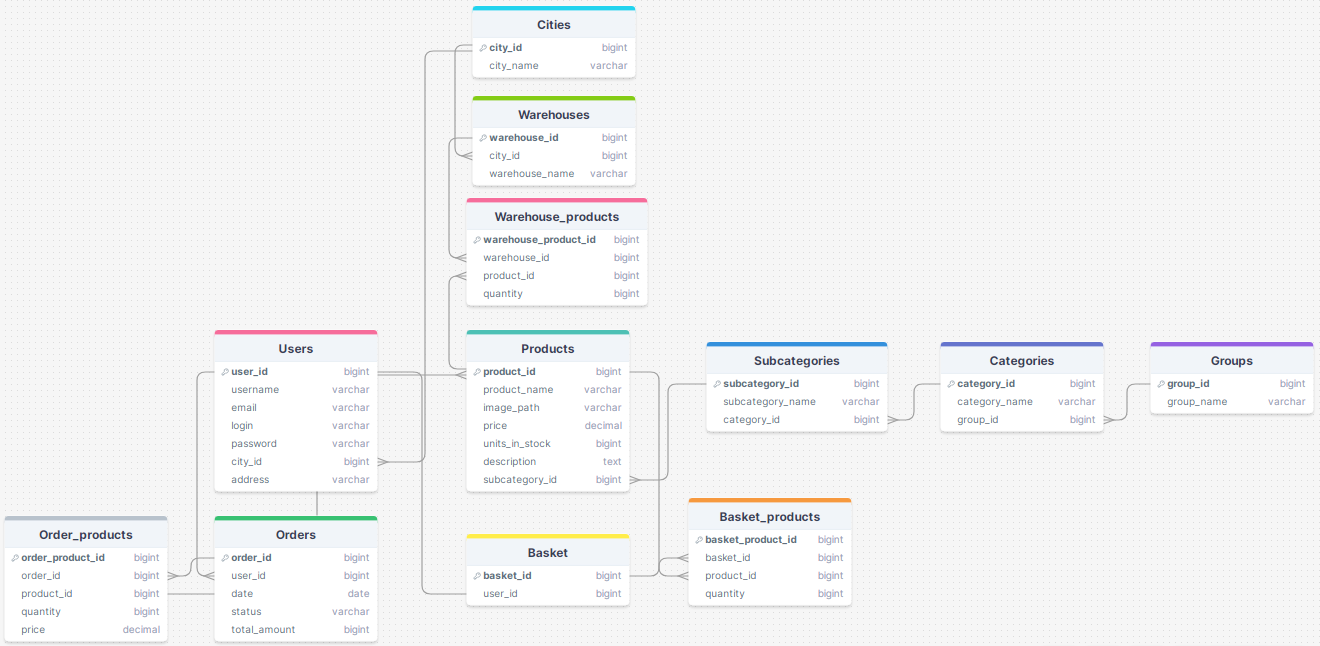 Cities
city_id bigint
city_name varchar
Warehouses
warehouse_id bigint
city_id bigint
warehouse_name varchar
Warehouse_products
warehouse_product_id bigint
warehouse_id bigint
product_id bigint
quantity bigint
Users
user_id bigint
username varchar
email varchar
login varchar
password varchar
city_id bigint
address varchar
Products
product_id bigint
product_name varchar
image_path varchar
price decimal
units_in_stock bigint
description text
subcategory_id bigint
Subcategories
subcategory_id bigint
subcategory_name varchar
category_id bigint
Categories
category_id bigint
category_name varchar
group_id bigint
Groups
group_id bigint
group_name varchar
Order_products
order_product_id bigint
order_id bigint
product_id bigint
quantity bigint
price decimal
Orders
order_id bigint
user_id bigint
date date
status varchar
total_amount bigint
Basket
basket_id bigint
user_id bigint
Basket_products
basket_product_id bigint
basket_id bigint
product_id bigint
quantity bigint